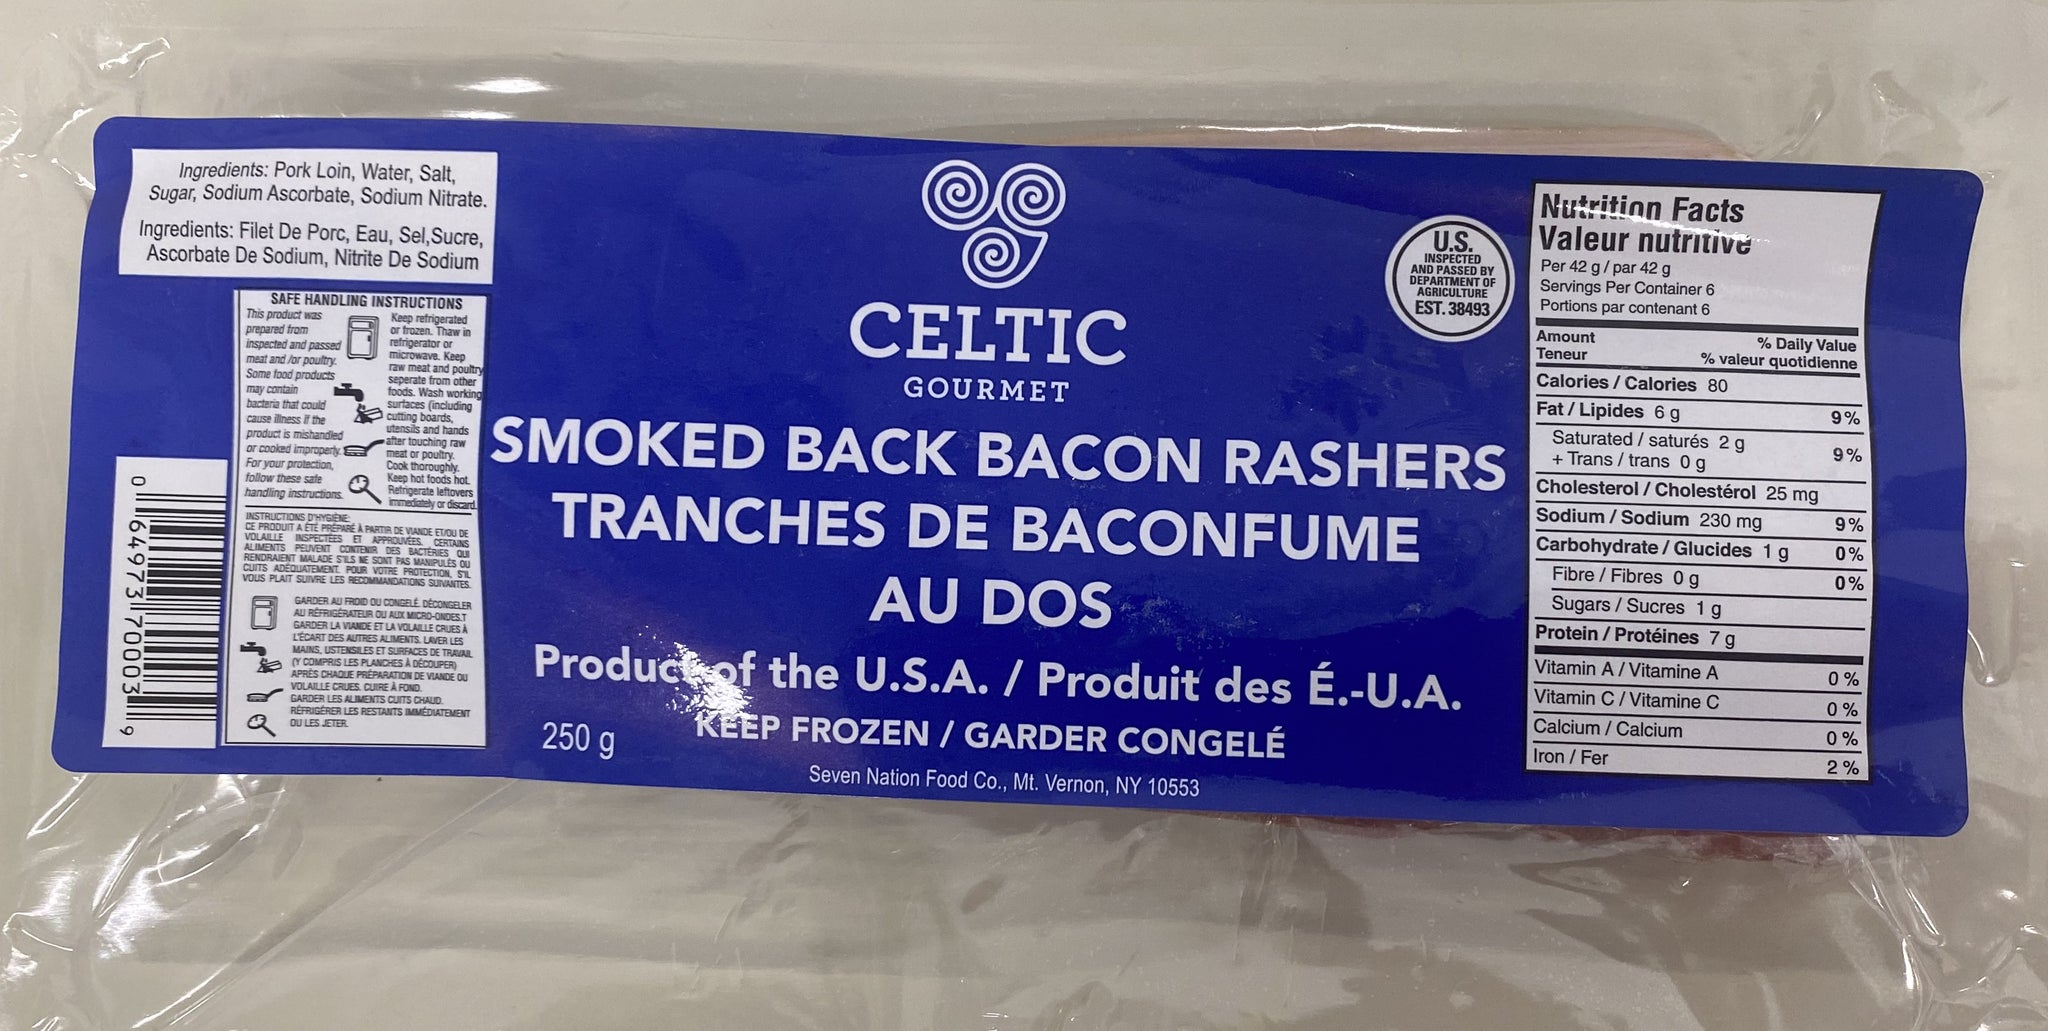 Ingredients: Pork Loin, Water, Salt,
Sugar, Sodium Ascorbate, Sodium Nitrate.
Ingredients: Filet De Porc, Eau, Sel,Sucre,
Ascorbate De Sodium, Nitrite De Sodium
SAFE HANDLING INSTRUCTIONS
This product was
prepared from
inspected and passed
meat and /or poultry.
Some food products
may contain
bacteria that could
cause illness if the
product is mishandled
or cooked improperly.
For your protection,
follow these safe
handling instructions.
Keep refrigerated
or frozen. Thaw in
refrigerator or
microwave. Keep
raw meat and poultry
seperate from other
foods. Wash working
surfaces (including
cutting boards,
utensils and hands
after touching raw
meat or poultry.
Cook thoroughly.
Keep hot foods hot.
Refrigerate leftovers
immediately or discard.
INSTRUCTIONS D'HYGIÈNE:
CE PRODUIT A ÉTÉ PRÉPARÉ À PARTIR DE VIANDE ET/OU DE
VOLAILLE INSPECTÉES ET APPROUVÉES. CERTAINS
ALIMENTS PEUVENT CONTENIR DES BACTÉRIES QUI
RENDRAIENT MALADE S'ILS NE SONT PAS MANIPULÉS OU
CUITS ADÉQUATEMENT. POUR VOTRE PROTECTION, S'IL
VOUS PLAIT SUIVRE LES RECOMMANDATIONS SUIVANTES.
GARDER AU FROID OU CONGELÉ. DÉCONGELER
AU RÉFRIGÉRATEUR OU AUX MICRO-ONDES.T
GARDER LA VIANDE ET LA VOLAILLE CRUES À
L'ÉCART DES AUTRES ALIMENTS. LAVER LES
MAINS, USTENSILES ET SURFACES DE TRAVAIL
(Y COMPRIS LES PLANCHES À DÉCOUPER)
APRÈS CHAQUE PRÉPARATION DE VIANDE OU
VOLAILLE CRUES. CUIRE À FOND.
GARDER LES ALIMENTS CUITS CHAUD.
RÉFRIGÉRER LES RESTANTS IMMÉDIATEMENT
OU LES JETER.
0 64973 70003 9
CELTIC
GOURMET
SMOKED BACK BACON RASHERS
TRANCHES DE BACONFUME
AU DOS
Product of the U.S.A. / Produit des É.-U.A.
250 g
KEEP FROZEN / GARDER CONGELÉ
Seven Nation Food Co., Mt. Vernon, NY 10553
U.S.
INSPECTED
AND PASSED BY
DEPARTMENT OF
AGRICULTURE
EST. 38493
Nutrition Facts
Valeur nutritive
Per 42 g / par 42 g
Servings Per Container 6
Portions par contenant 6
Amount % Daily Value
Teneur % valeur quotidienne
Calories / Calories 80
Fat / Lipides 6 g 9%
Saturated / saturés 2 g
+ Trans / trans 0 g 9%
Cholesterol / Cholestérol 25 mg
Sodium / Sodium 230 mg 9%
Carbohydrate / Glucides 1 g 0%
Fibre / Fibres 0 g 0%
Sugars / Sucres 1 g
Protein / Protéines 7 g
Vitamin A / Vitamine A 0 %
Vitamin C / Vitamine C 0 %
Calcium / Calcium 0 %
Iron / Fer 2 %